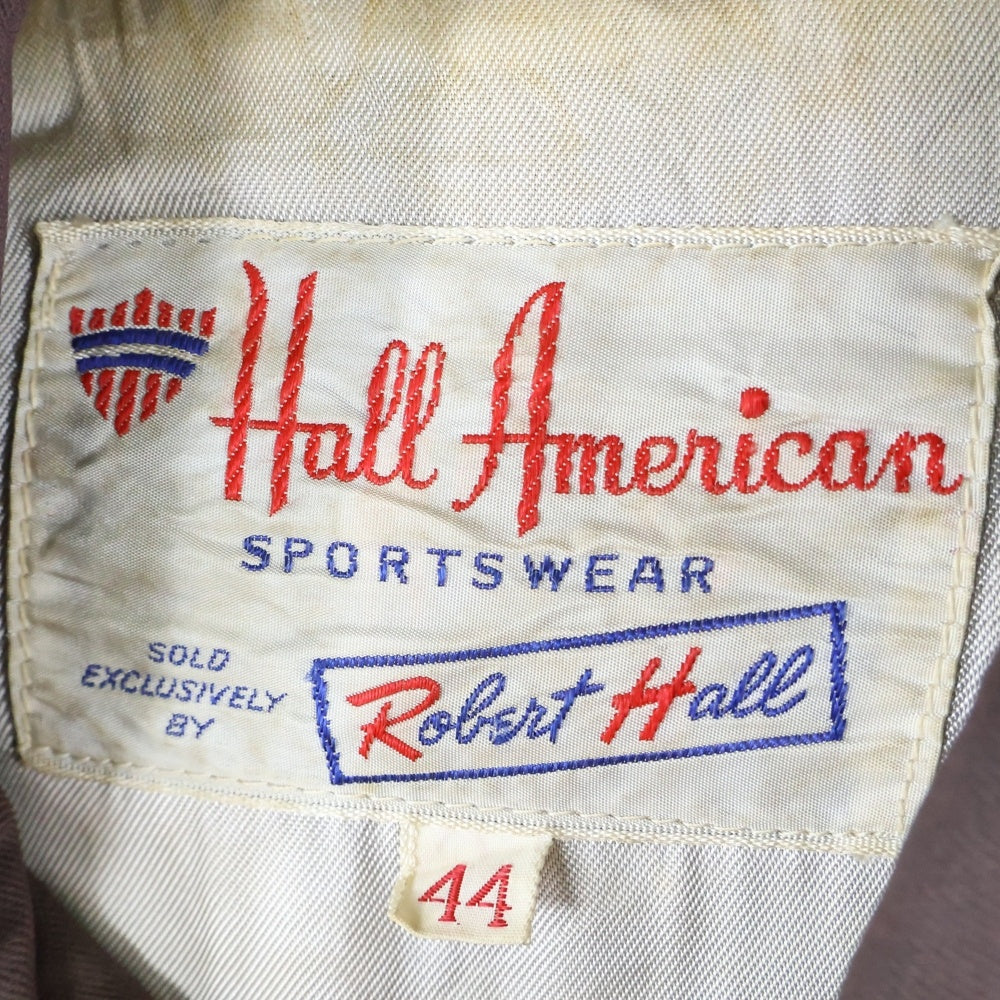 Hall American
SPORTSWEAR
SOLD
EXCLUSIVELY
BY
Robert Hall
44